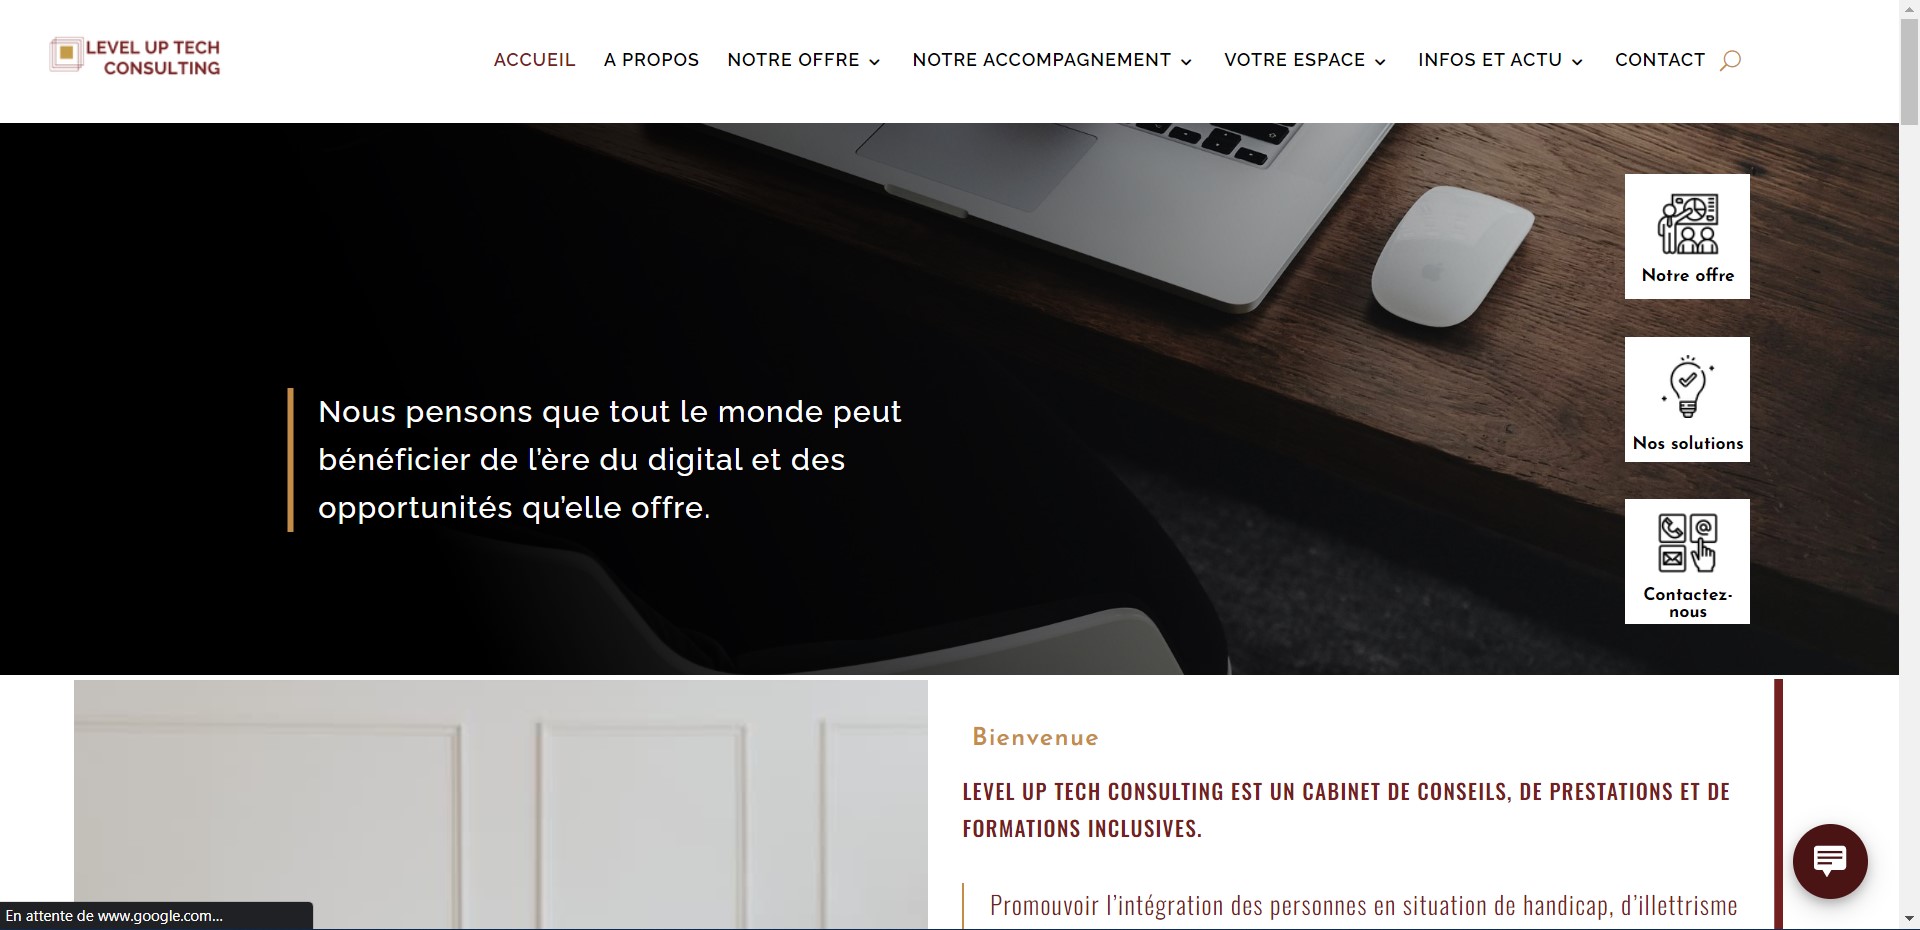 LEVEL UP TECH
CONSULTING
ACCUEIL A PROPOS NOTRE OFFRE NOTRE ACCOMPAGNEMENT VOTRE ESPACE INFOS ET ACTU CONTACT
Notre offre
Nos solutions
Contactez-
nous
Nous pensons que tout le monde peut
bénéficier de l’ère du digital et des
opportunités qu’elle offre.
Bienvenue
LEVEL UP TECH CONSULTING EST UN CABINET DE CONSEILS, DE PRESTATIONS ET DE
FORMATIONS INCLUSIVES.
Promouvoir l’intégration des personnes en situation de handicap, d’illettrisme
En attente de www.google.com...